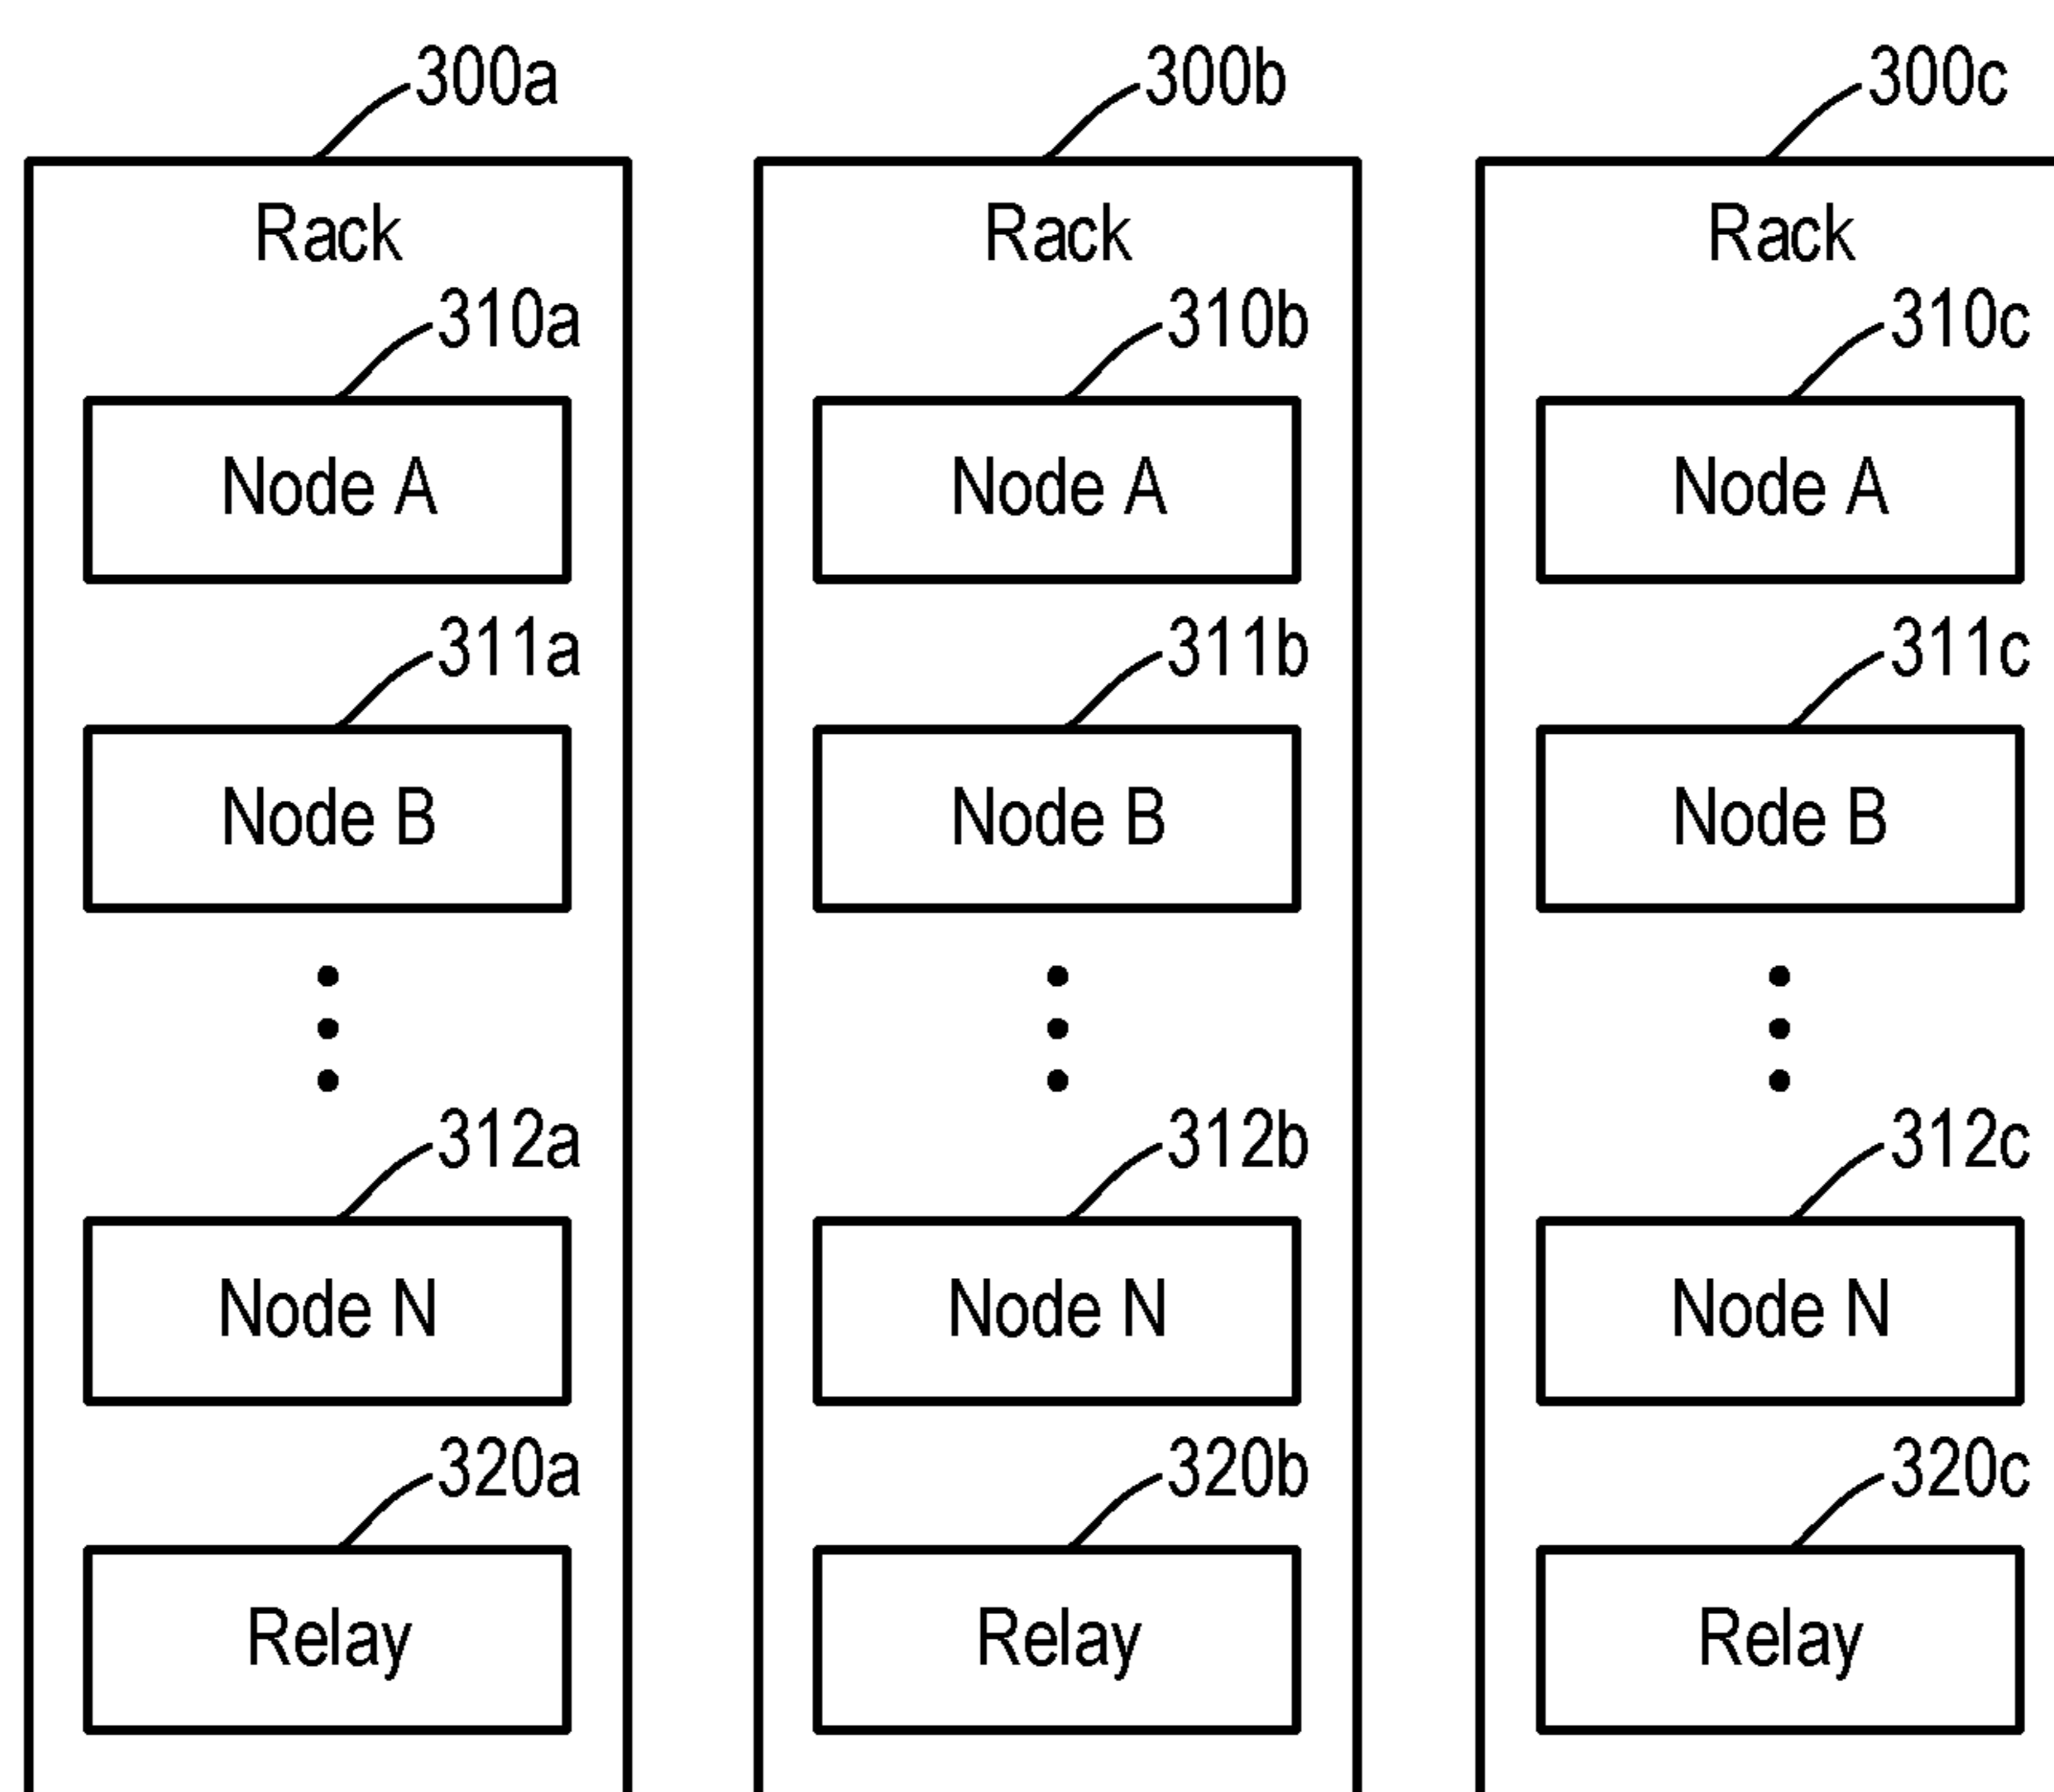 300a
Rack
310a
Node A
311a
Node B
312a
Node N
320a
Relay
300b
Rack
310b
Node A
311b
Node B
312b
Node N
320b
Relay
300c
Rack
310c
Node A
311c
Node B
312c
Node N
320c
Relay